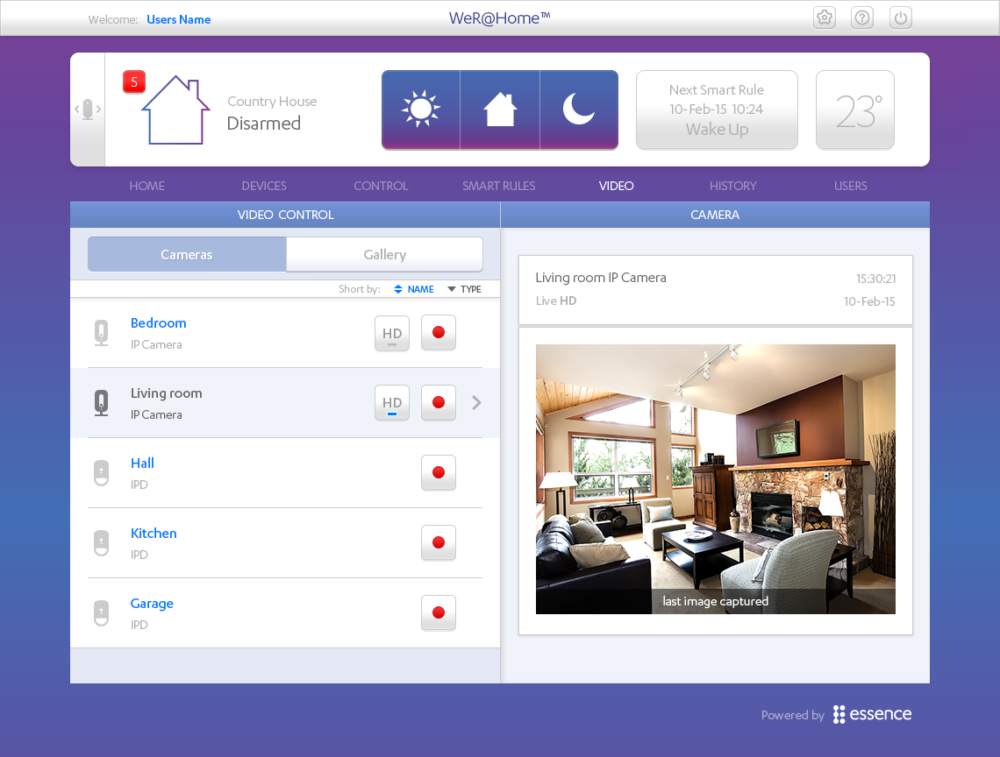 Welcome: Users Name
WeR@Home™
5
Country House
Disarmed
Next Smart Rule
10-Feb-15 10:24
Wake Up
23°
HOME DEVICES CONTROL SMART RULES VIDEO HISTORY USERS
VIDEO CONTROL
CAMERA
Cameras
Gallery
Short by: NAME TYPE
Bedroom
IP Camera
HD
Living room
IP Camera
HD
Hall
IPD
Kitchen
IPD
Garage
IPD
Living room IP Camera
15:30:21
Live HD
10-Feb-15
last image captured
Powered by essence